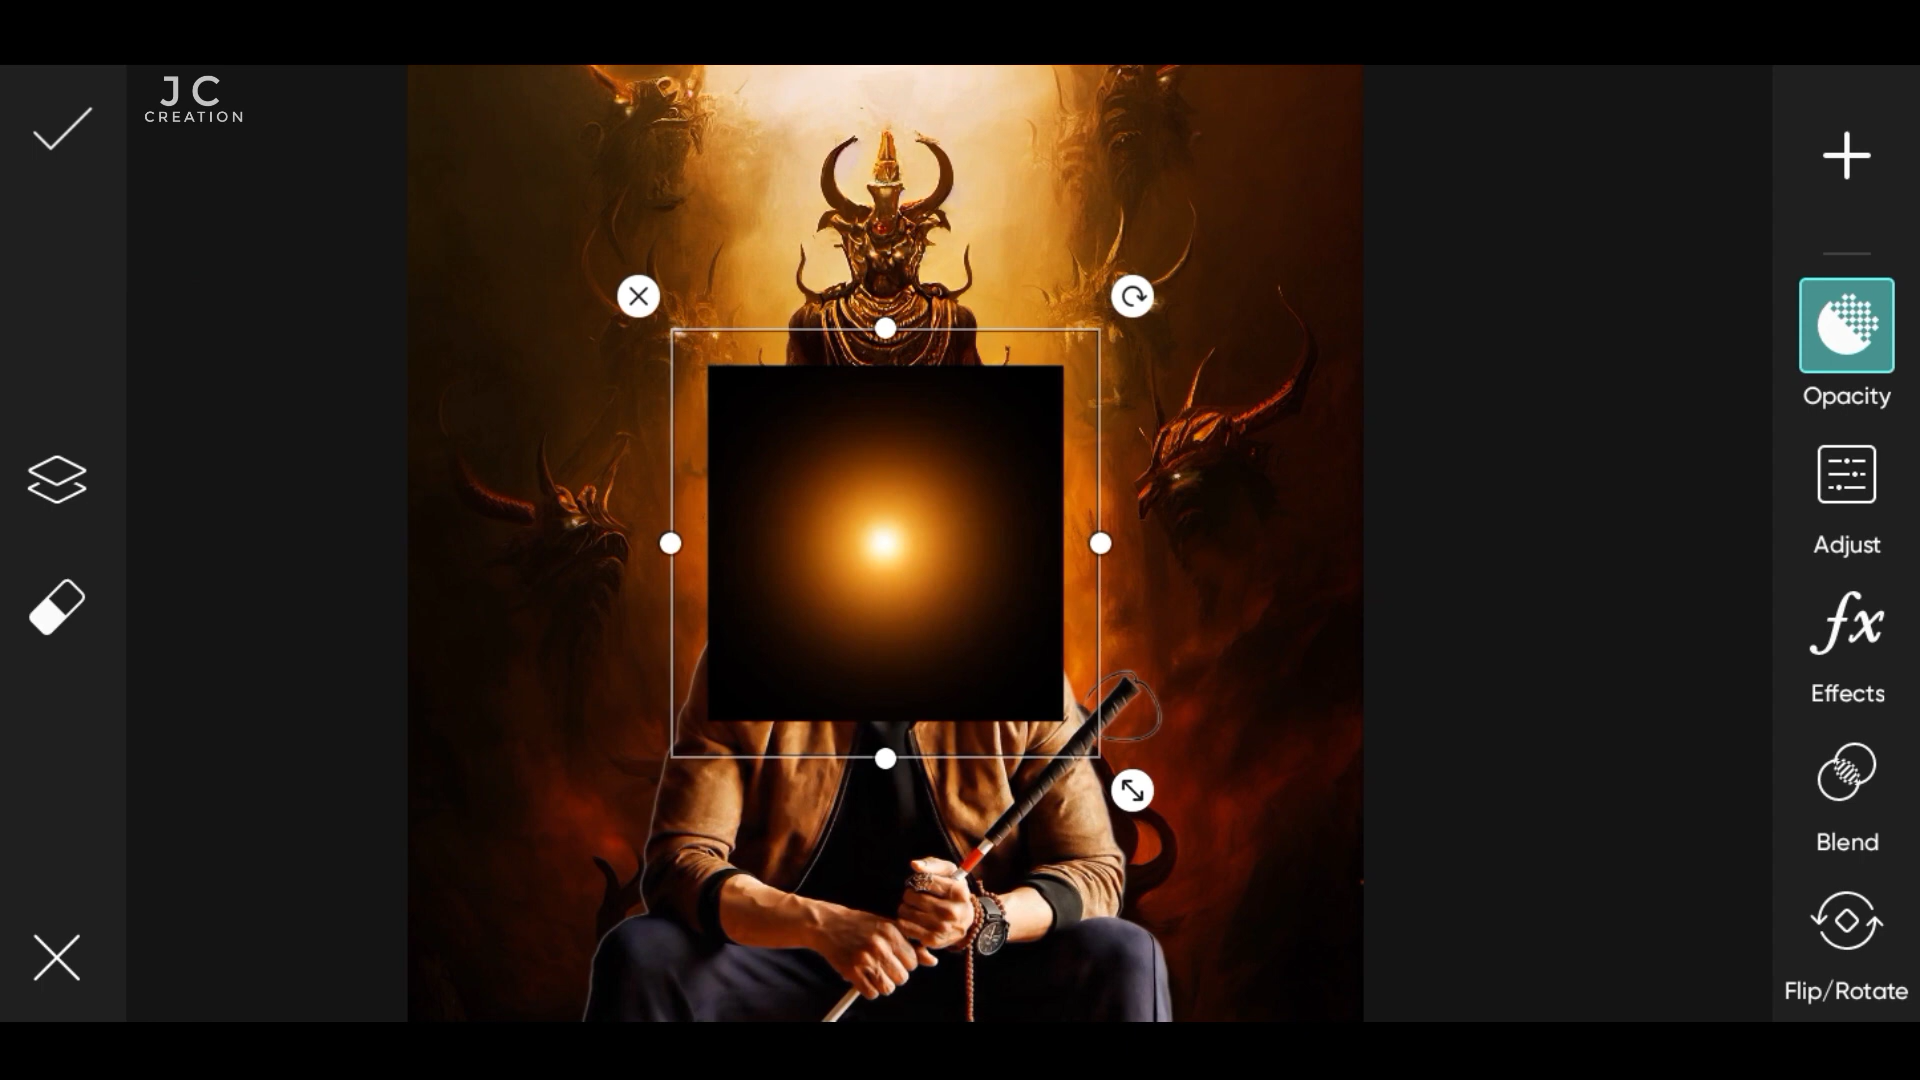 JC
CREATION
Opacity
Adjust
fx
Effects
Blend
Flip/Rotate